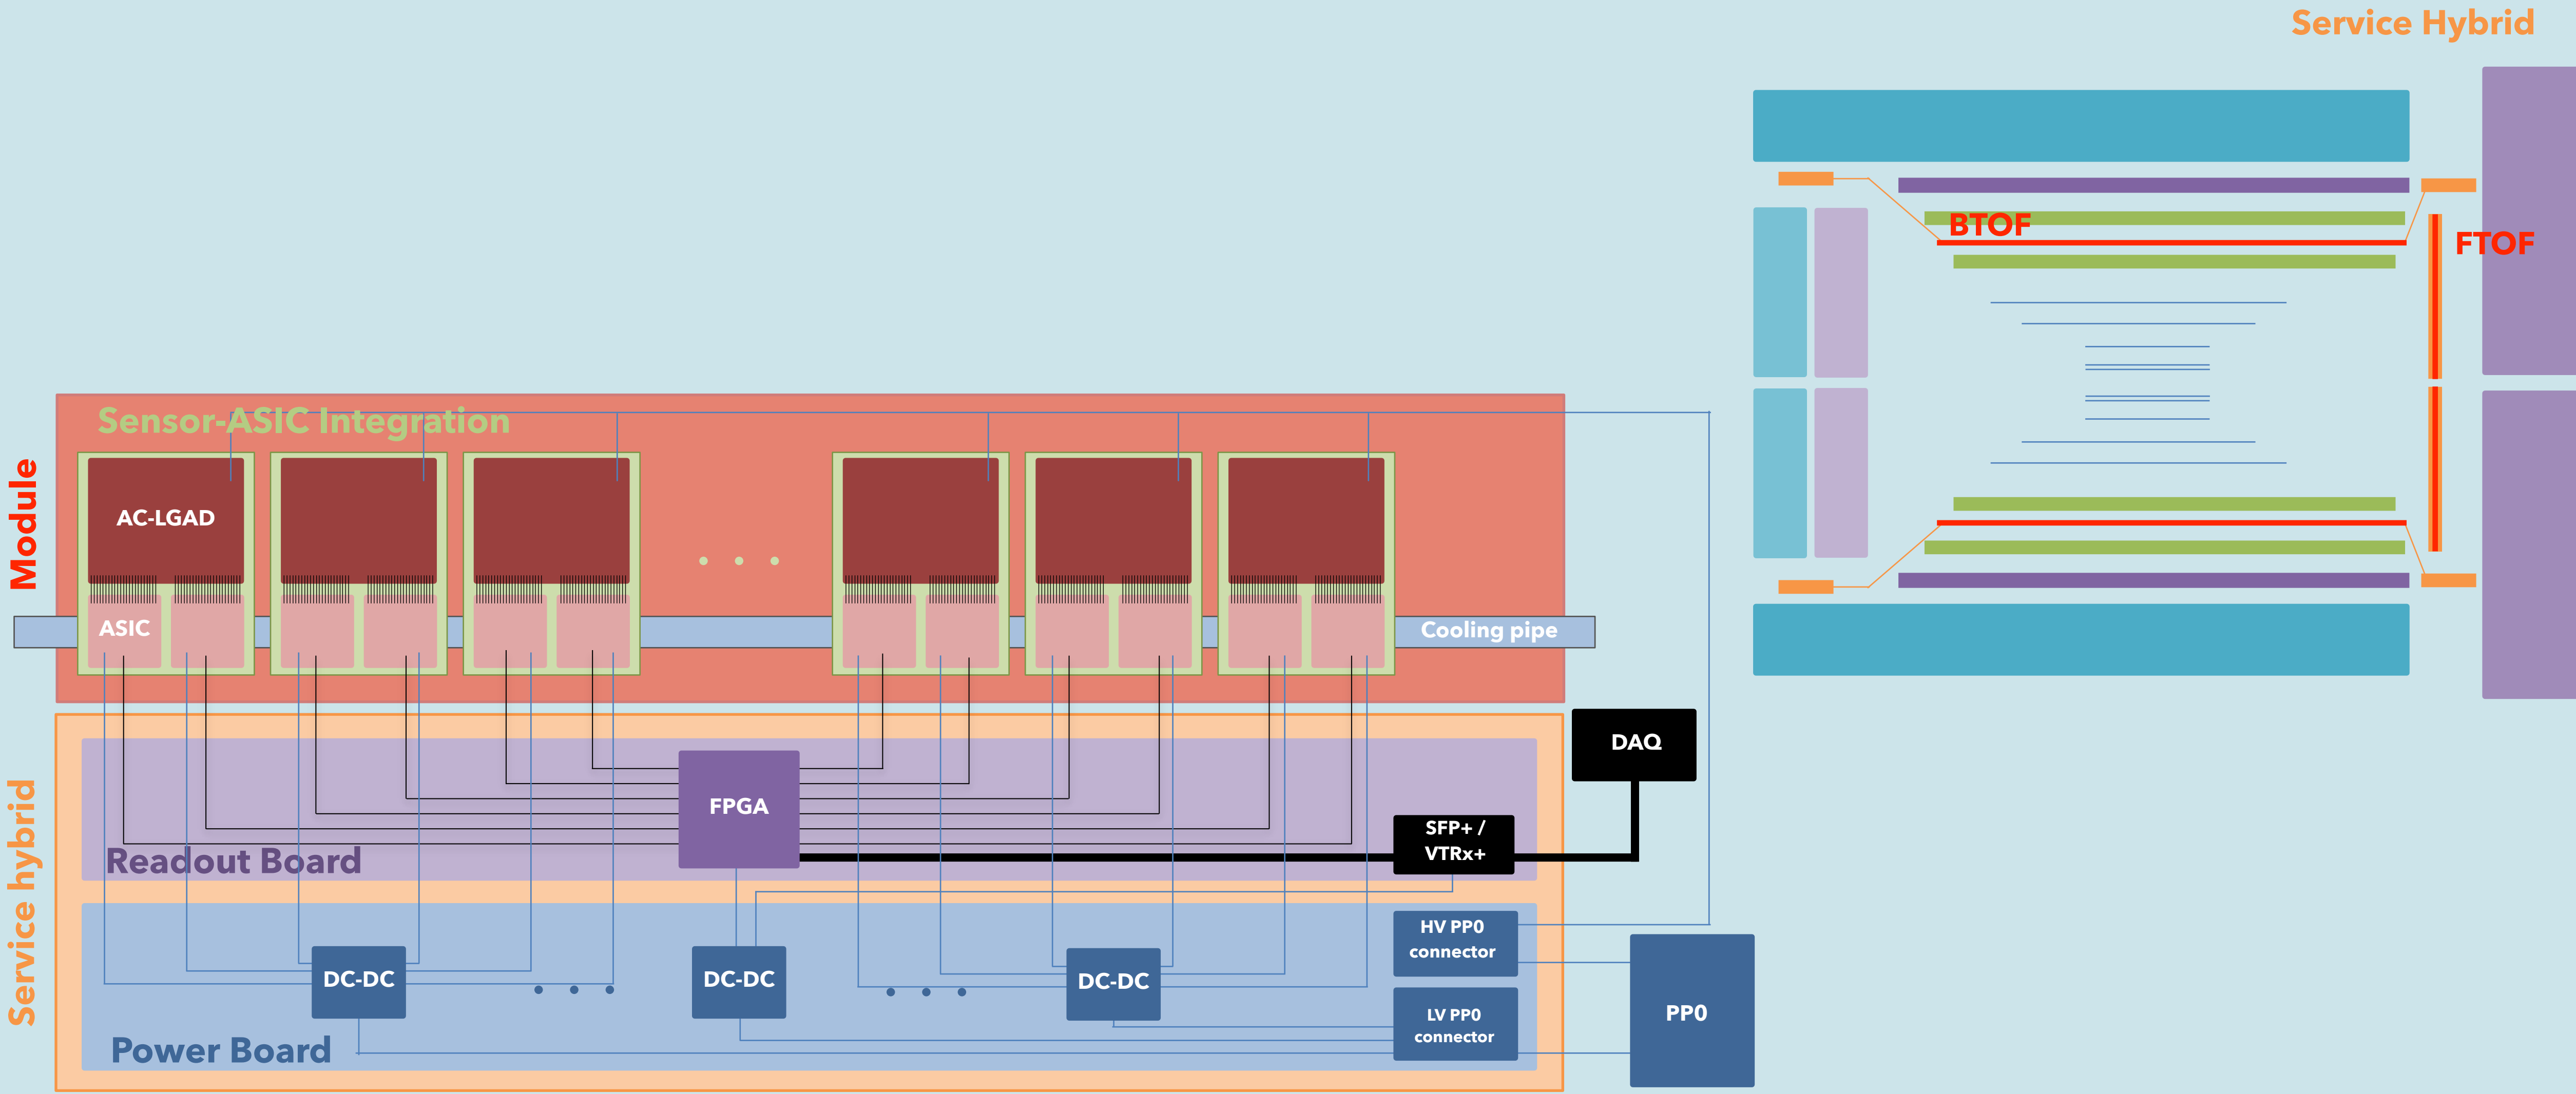 Service Hybrid
BTOF
FTOF
Sensor-ASIC Integration
Module
AC-LGAD
ASIC
Cooling pipe
Service hybrid
DAQ
FPGA
SFP+ /
VTRx+
Readout Board
HV PP0
connector
DC-DC
DC-DC
DC-DC
LV PP0
connector
PP0
Power Board